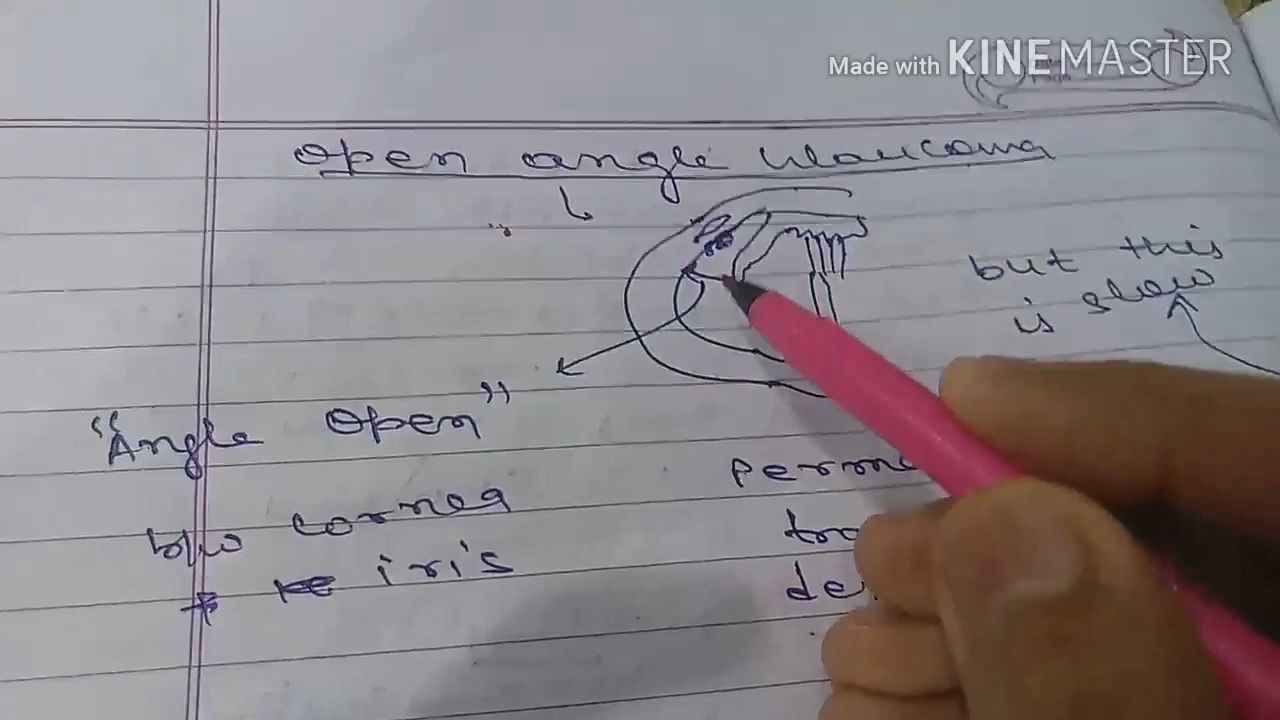 Made with KINEMASTER
Open angle Glaucoma
but this
is slow
"Angle Open"
b/w cornea
+ iris